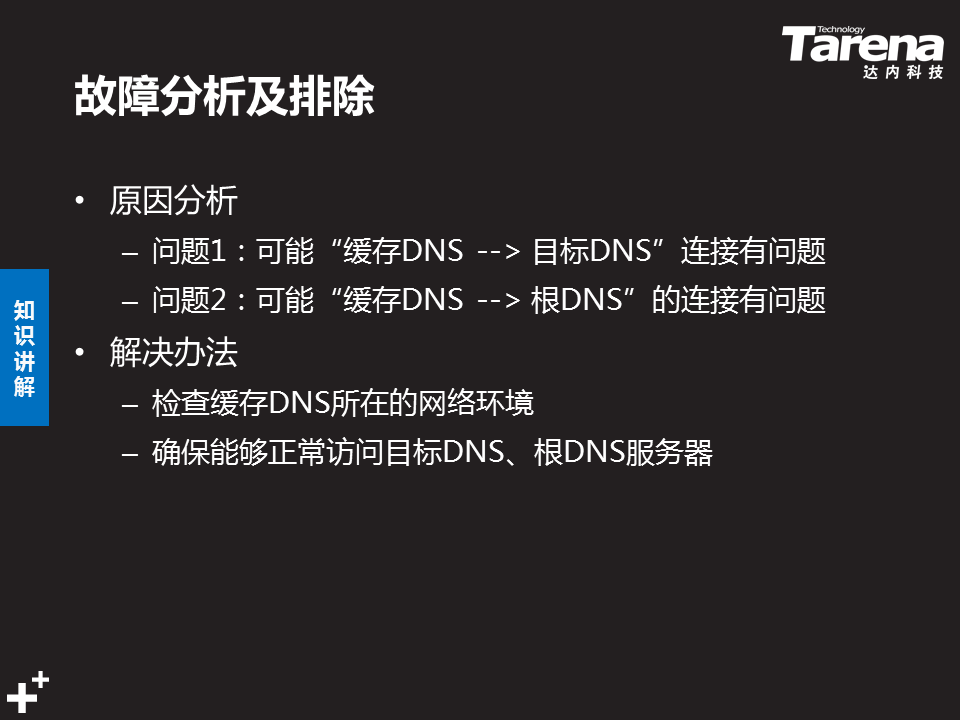 Technology
Tarena
达内科技
故障分析及排除
• 原因分析
– 问题1：可能“缓存DNS --> 目标DNS”连接有问题
– 问题2：可能“缓存DNS --> 根DNS”的连接有问题
• 解决办法
– 检查缓存DNS所在的网络环境
– 确保能够正常访问目标DNS、根DNS服务器
知
识
讲
解